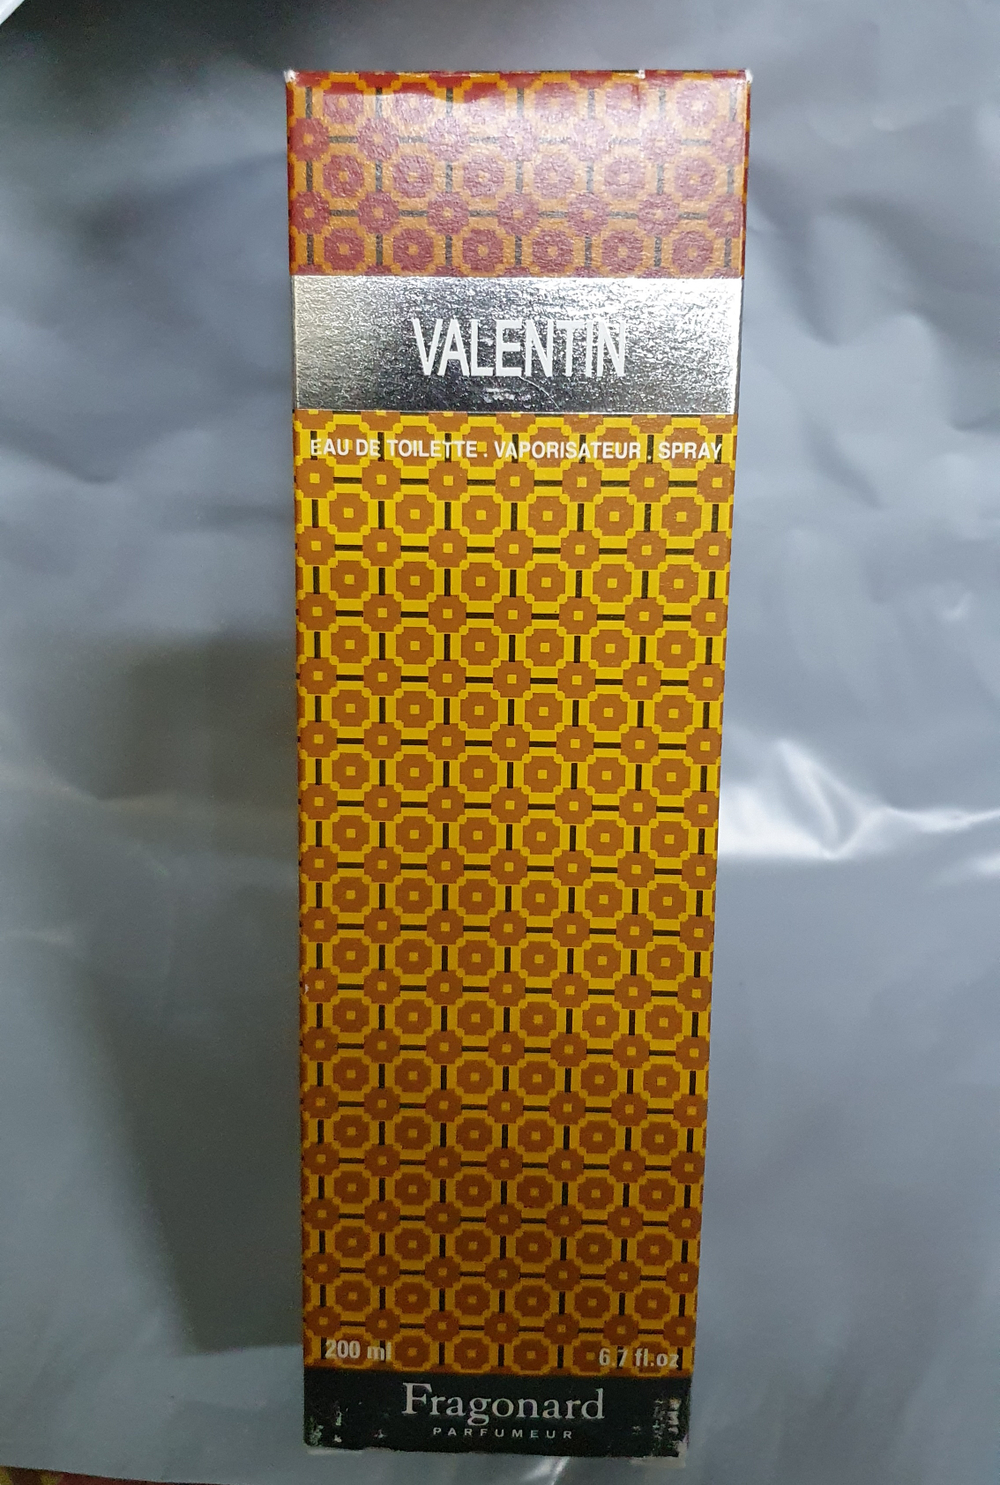 VALENTIN
EAU DE TOILETTE . VAPORISATEUR . SPRAY
200 ml 6.7 fl.oz
Fragonard
PARFUMEUR